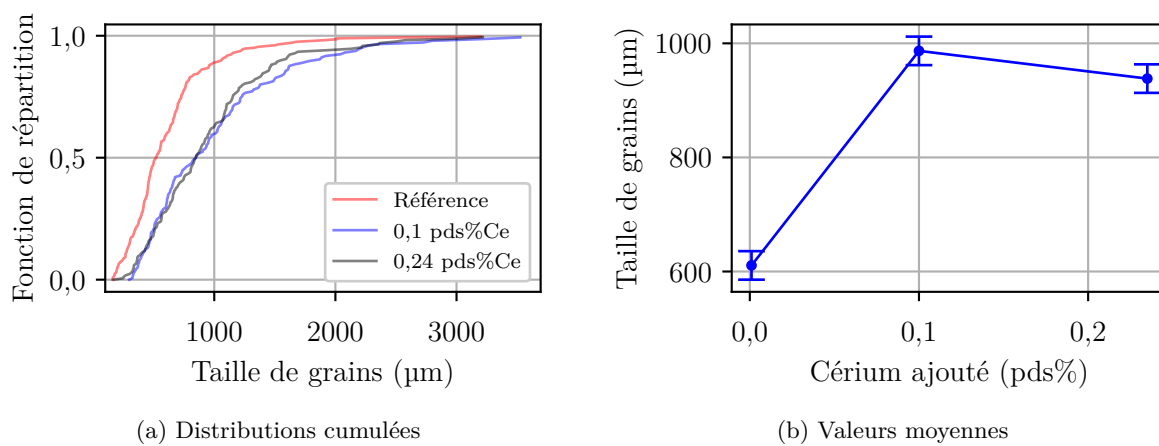 Fonction de répartition
1,0
0,5
0,0
Référence
0,1 pds%Ce
0,24 pds%Ce
1000
2000
3000
Taille de grains (µm)
(a) Distributions cumulées
Taille de grains (µm)
1000
800
600
0,0
0,1
0,2
Cérium ajouté (pds%)
(b) Valeurs moyennes